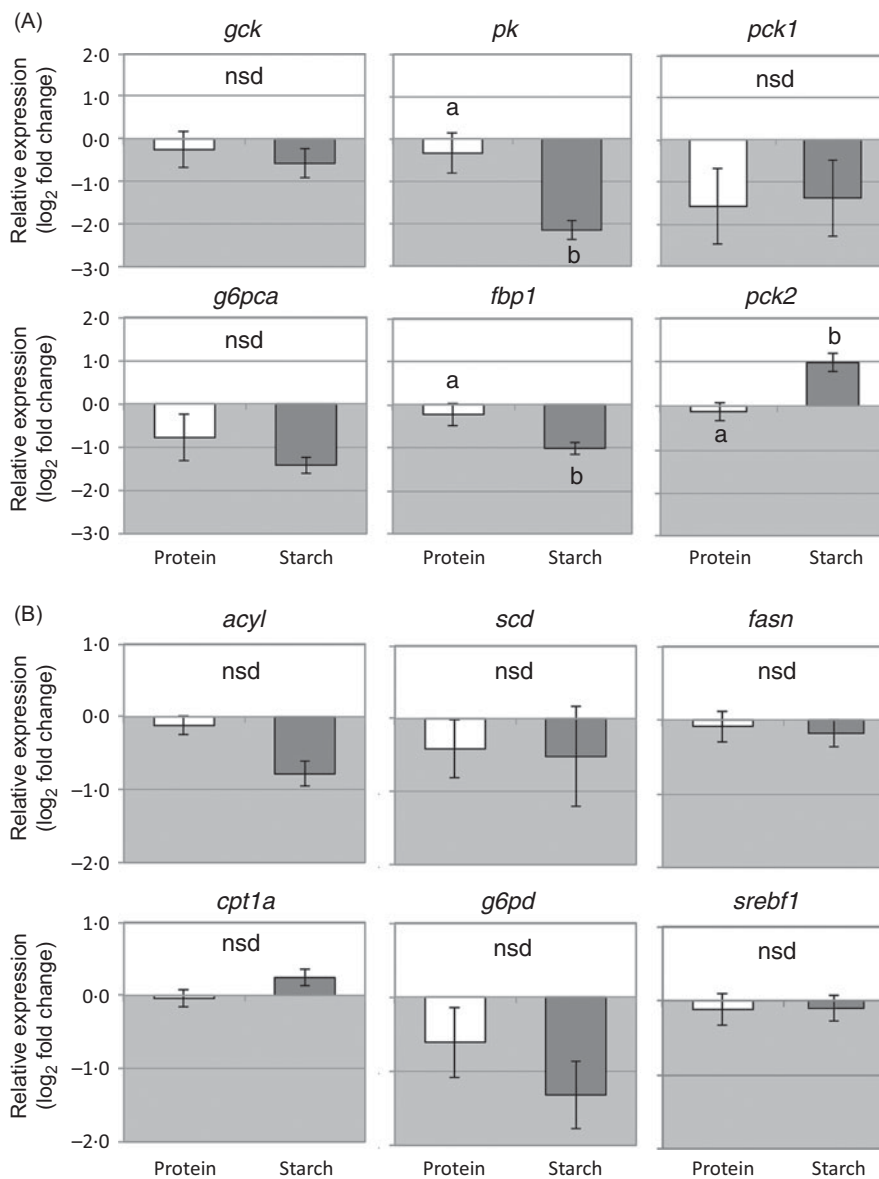 (A)
gck
pk
pck1
Relative expression
(log₂ fold change)
2·0
1·0
0·0
–1·0
–2·0
–3·0
nsd
a
b
nsd
g6pca
fbp1
pck2
Relative expression
(log₂ fold change)
2·0
1·0
0·0
–1·0
–2·0
–3·0
nsd
a
b
b
a
Protein Starch
Protein Starch
Protein Starch
(B)
acyl
scd
fasn
Relative expression
(log₂ fold change)
1·0
0·0
–1·0
–2·0
nsd
nsd
nsd
cpt1a
g6pd
srebf1
Relative expression
(log₂ fold change)
1·0
0·0
–1·0
–2·0
nsd
nsd
nsd
Protein Starch
Protein Starch
Protein Starch